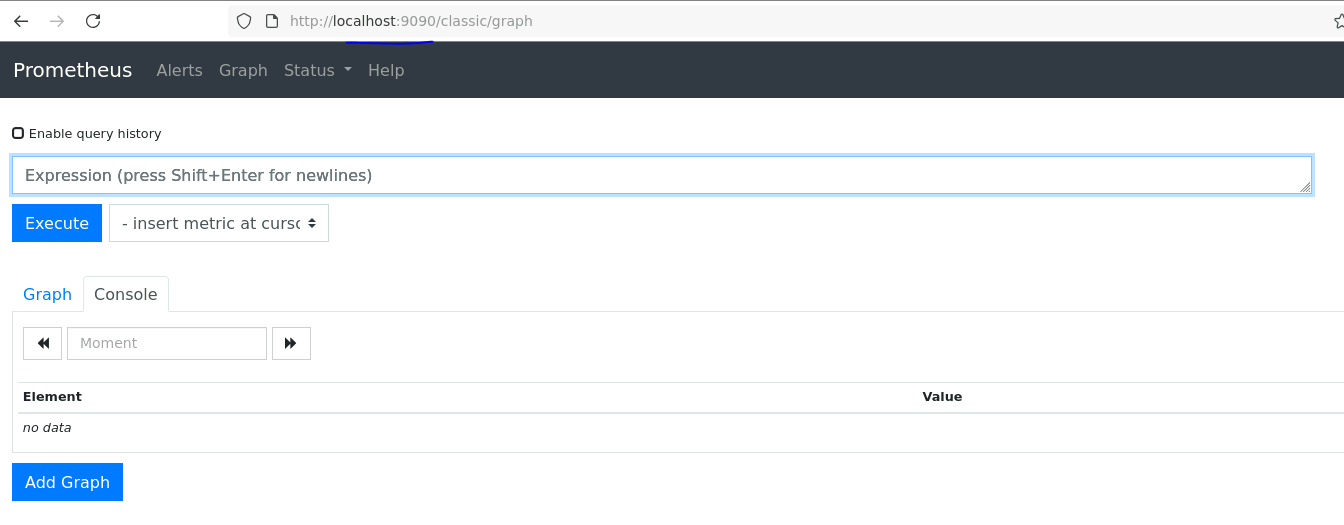 http://localhost:9090/classic/graph
Prometheus Alerts Graph Status Help
Enable query history
Expression (press Shift+Enter for newlines)
Execute - insert metric at curso
Graph Console
Moment
Element Value
no data
Add Graph